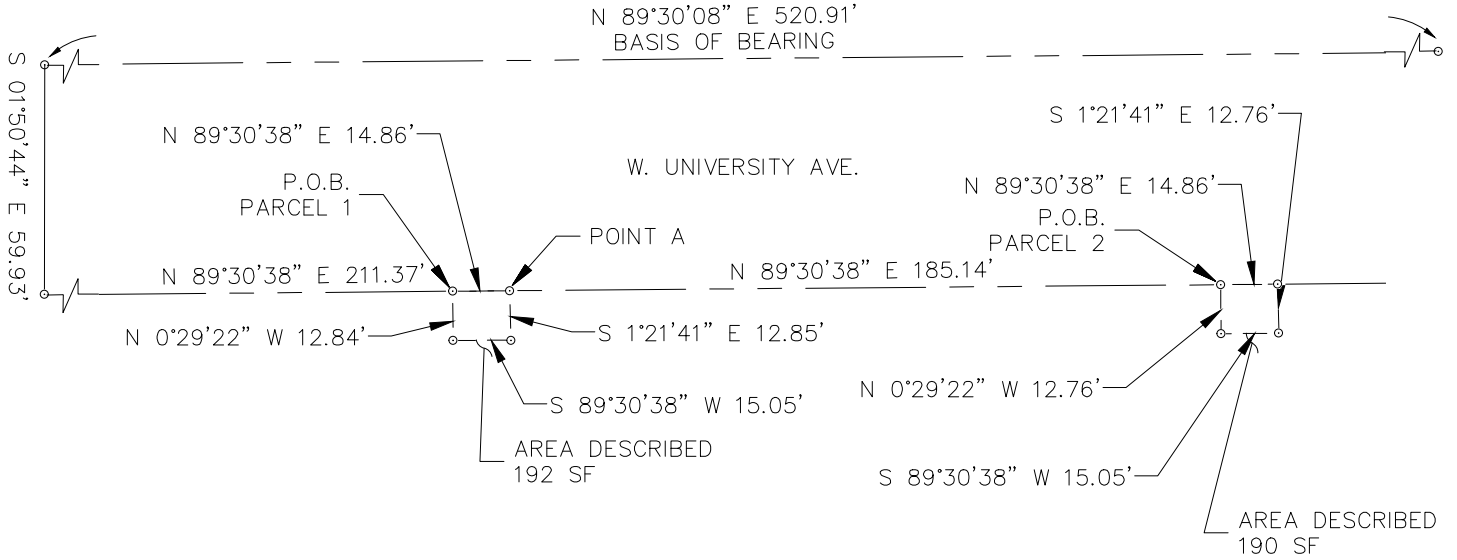 N 89°30'08" E 520.91'
BASIS OF BEARING
S 01°50'44" E 59.93'
S 1°21'41" E 12.76'
N 89°30'38" E 14.86'
W. UNIVERSITY AVE.
P.O.B.
PARCEL 1
N 89°30'38" E 14.86'
P.O.B.
PARCEL 2
POINT A
N 89°30'38" E 211.37'
N 89°30'38" E 185.14'
N 0°29'22" W 12.84'
S 1°21'41" E 12.85'
N 0°29'22" W 12.76'
S 89°30'38" W 15.05'
AREA DESCRIBED
192 SF
S 89°30'38" W 15.05'
AREA DESCRIBED
190 SF